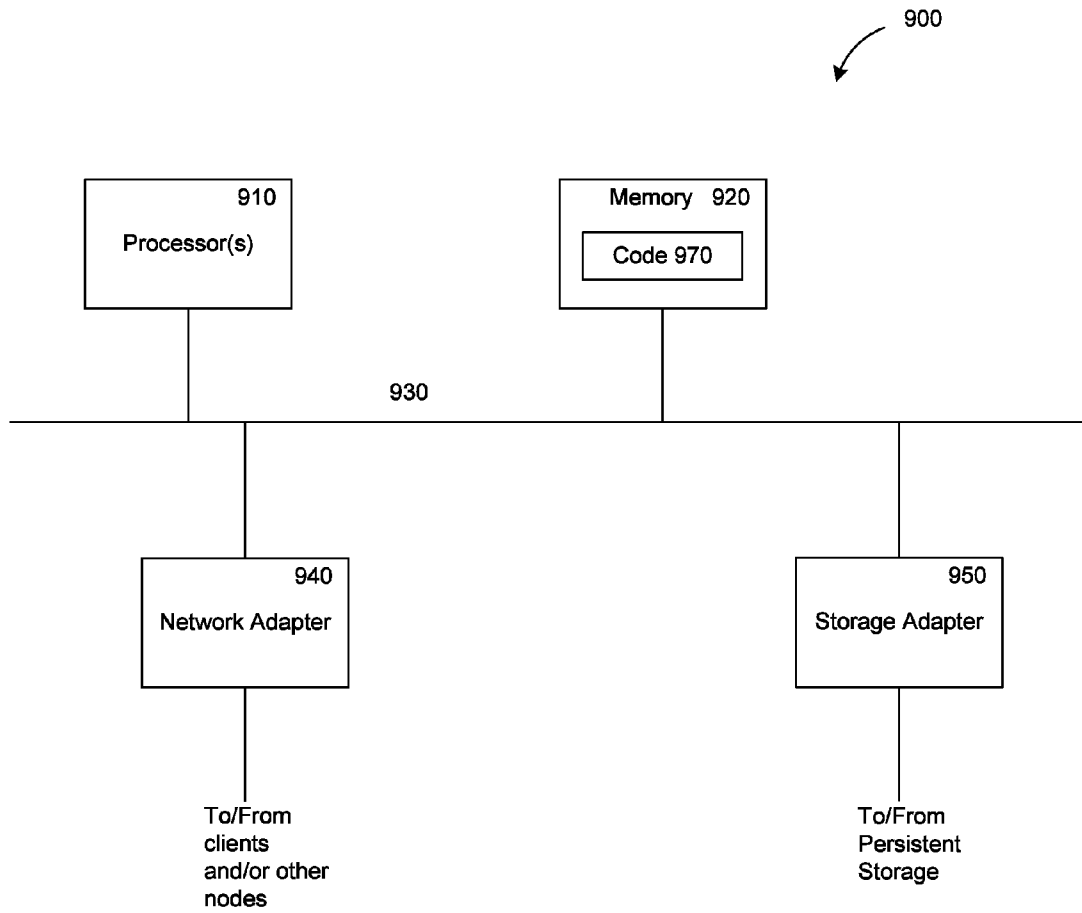 900
910
Processor(s)
Memory 920
Code 970
930
940
Network Adapter
950
Storage Adapter
To/From
clients
and/or other
nodes
To/From
Persistent
Storage